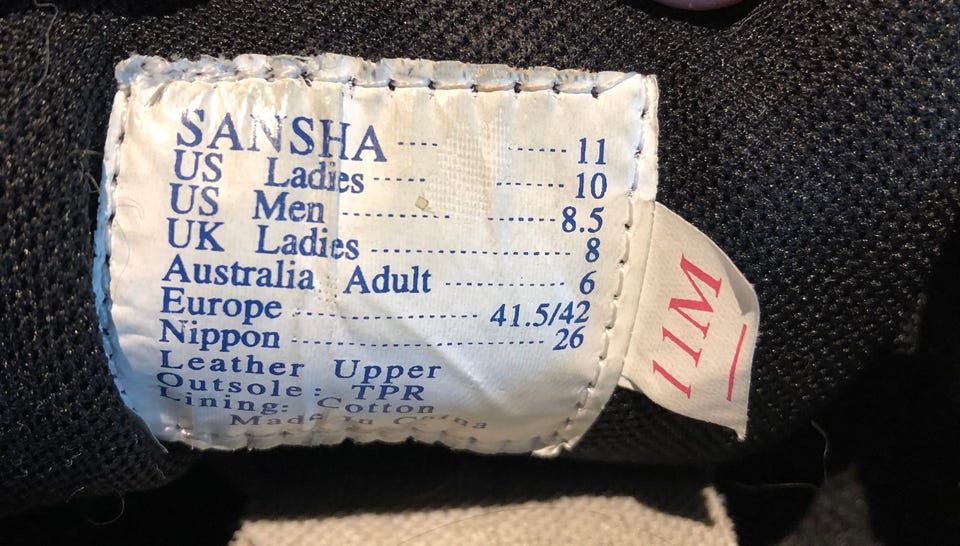 SANSHA ---- ------ 11
US Ladies ------ -------- 10
US Men ---------- ------- 8.5
UK Ladies ---------------------- 8
Australia Adult ------------ 6
Europe ------------------ 41.5/42
Nippon ------------------------- 26
Leather Upper
Outsole: TPR
Lining: Cotton
Made in China
11M